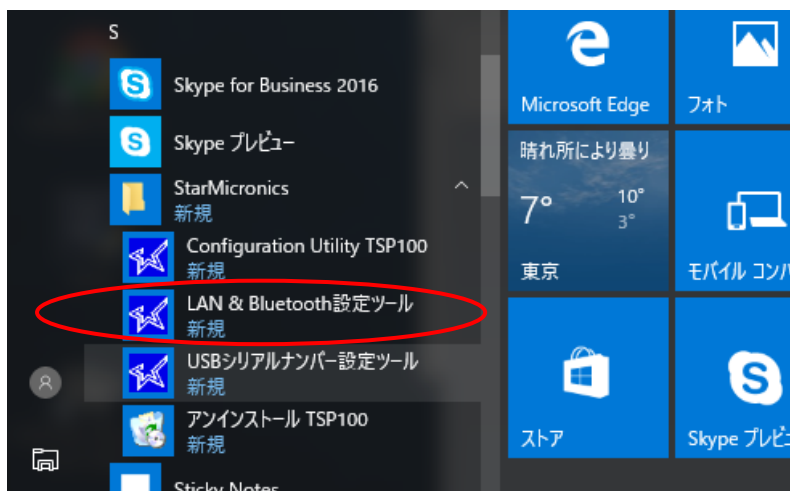 S
Skype for Business 2016
Skype プレビュー
StarMicronics
新規
Configuration Utility TSP100
新規
LAN & Bluetooth設定ツール
新規
USBシリアルナンバー設定ツール
新規
アンインストール TSP100
新規
Sticky Notes
Microsoft Edge
フォト
晴れ所により曇り
7°
10°
3°
東京
モバイル コンパ
ストア
Skype プレビュ